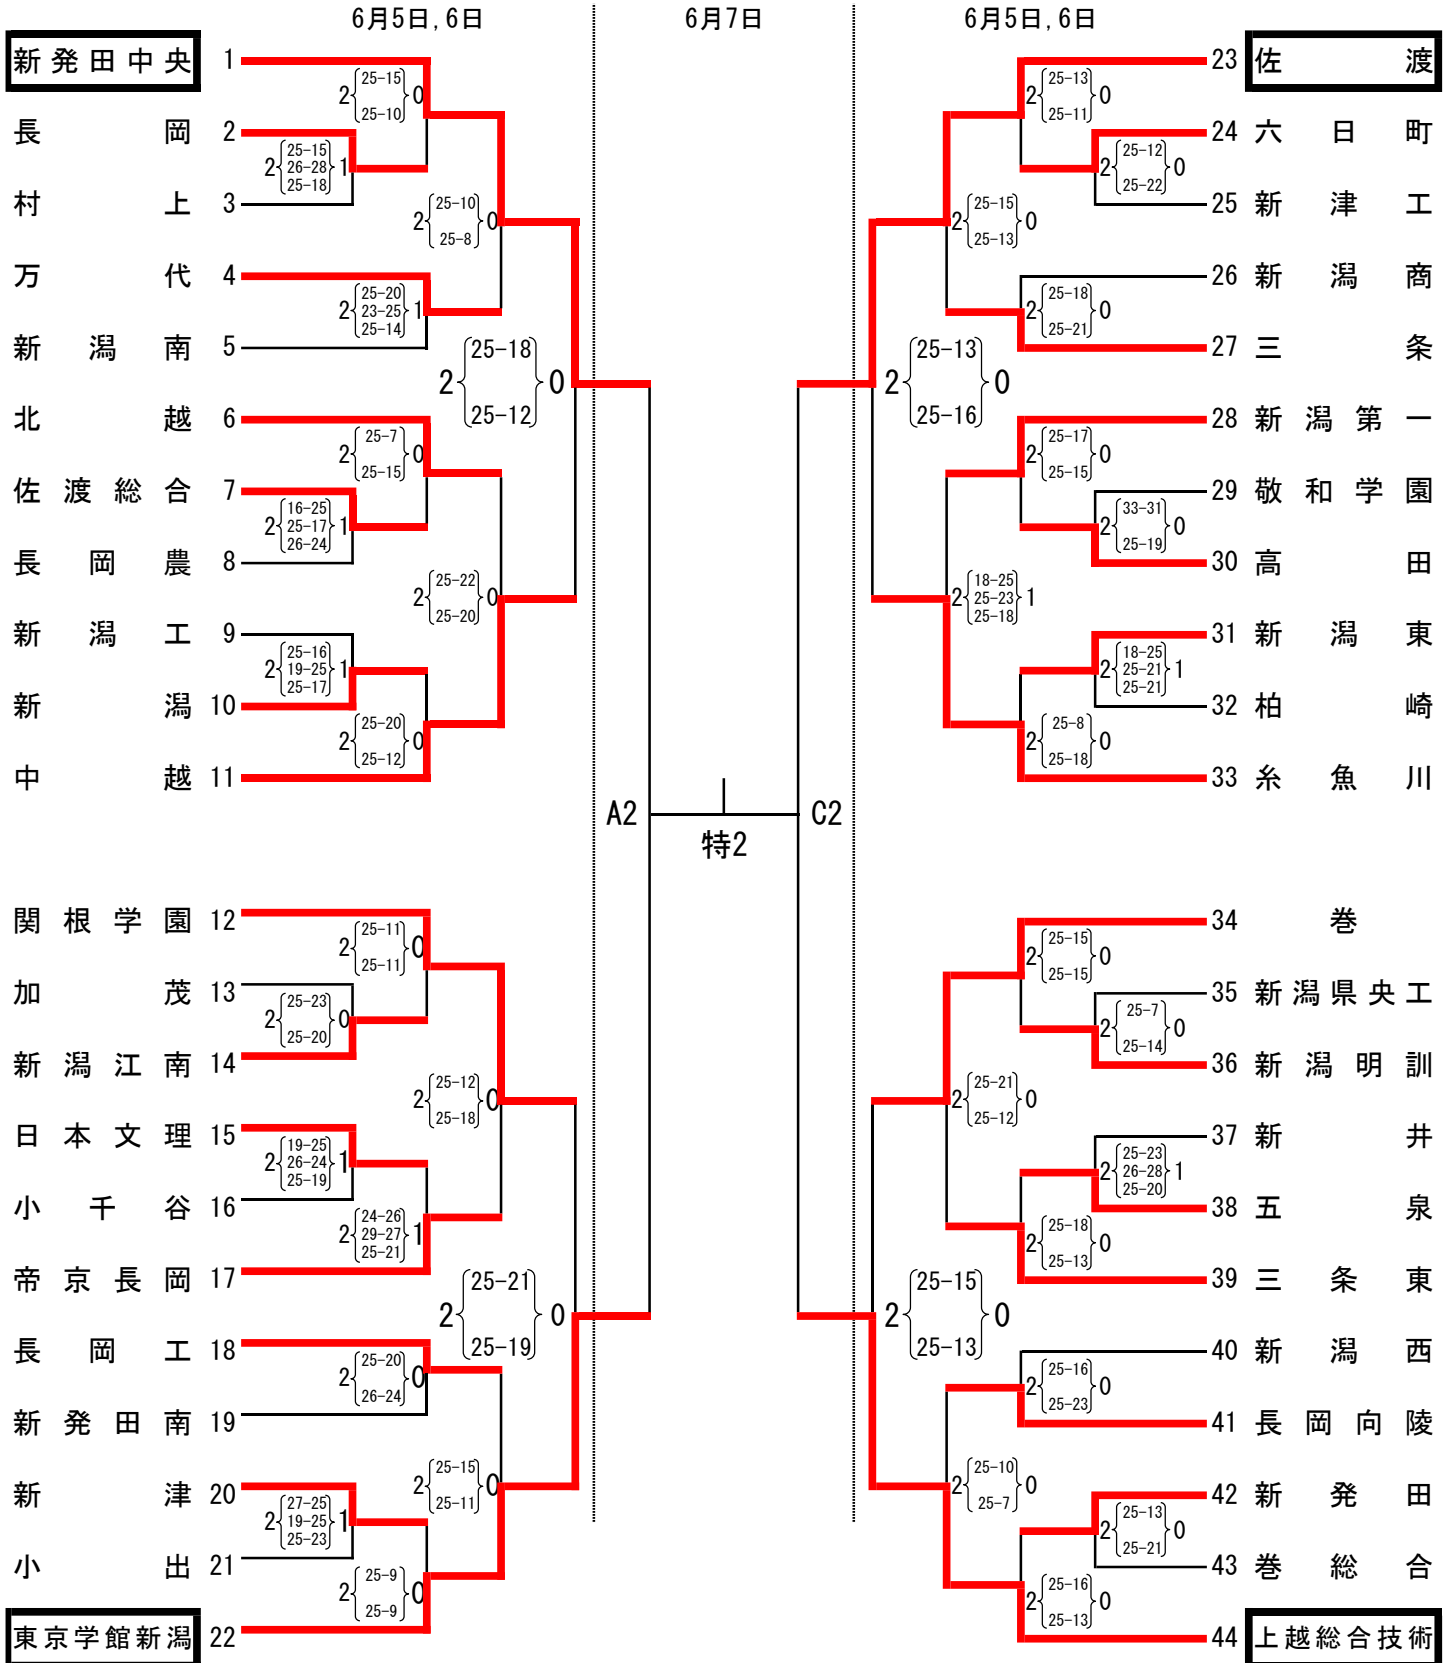 6月5日,6日 6月7日 6月5日,6日
新発田中央 1
2 25-15 25-10 0
長岡 2
2 25-15 26-28 25-18 1
村上 3
2 25-10 25-8 0
万代 4
2 25-20 23-25 25-14 1
新潟南 5
2 25-18 25-12 0
北越 6
2 25-7 25-15 0
佐渡総合 7
2 16-25 25-17 26-24 1
長岡農 8
2 25-22 25-20 0
新潟工 9
2 25-16 19-25 25-17 1
新潟 10
2 25-20 25-12 0
中越 11
A2
特2
C2
関根学園 12
2 25-11 25-11 0
加茂 13
2 25-23 25-20 0
新潟江南 14
2 25-12 25-18 0
日本文理 15
2 19-25 26-24 25-19 1
小千谷 16
2 24-26 29-27 25-21 1
帝京長岡 17
2 25-21 25-19 0
長岡工 18
2 25-20 26-24 0
新発田南 19
2 25-15 25-11 0
新津 20
2 27-25 19-25 25-23 1
小出 21
2 25-9 25-9 0
東京学館新潟 22
23 佐渡
2 25-13 25-11 0
24 六日町
2 25-12 25-22 0
25 新津工
2 25-15 25-13 0
26 新潟商
2 25-18 25-21 0
27 三条
2 25-13 25-16 0
28 新潟第一
2 25-17 25-15 0
29 敬和学園
2 33-31 25-19 0
30 高田
2 18-25 25-23 25-18 1
31 新潟東
2 18-25 25-21 25-21 1
32 柏崎
2 25-8 25-18 0
33 糸魚川
34 巻
2 25-15 25-15 0
35 新潟県央工
2 25-7 25-14 0
36 新潟明訓
2 25-21 25-12 0
37 新井
2 25-23 26-28 25-20 1
38 五泉
2 25-18 25-13 0
39 三条東
2 25-15 25-13 0
40 新潟西
2 25-16 25-23 0
41 長岡向陵
2 25-10 25-7 0
42 新発田
2 25-13 25-21 0
43 巻総合
2 25-16 25-13 0
44 上越総合技術